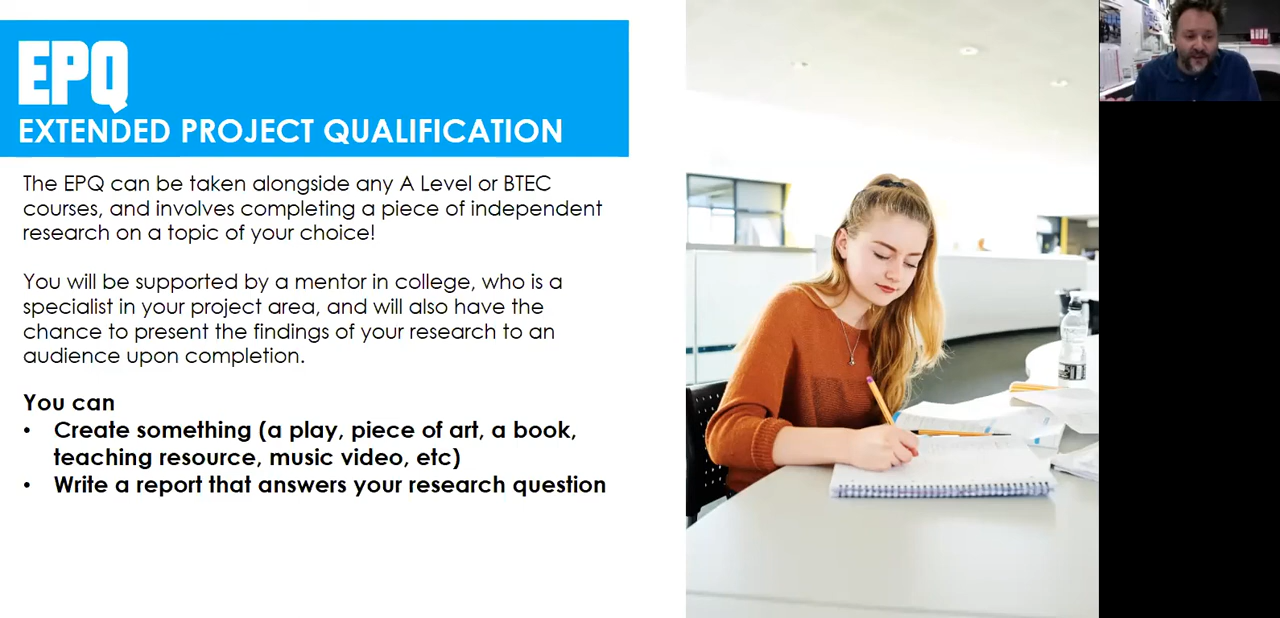 EPQ
EXTENDED PROJECT QUALIFICATION
The EPQ can be taken alongside any A Level or BTEC
courses, and involves completing a piece of independent
research on a topic of your choice!
You will be supported by a mentor in college, who is a
specialist in your project area, and will also have the
chance to present the findings of your research to an
audience upon completion.
You can
• Create something (a play, piece of art, a book,
teaching resource, music video, etc)
• Write a report that answers your research question